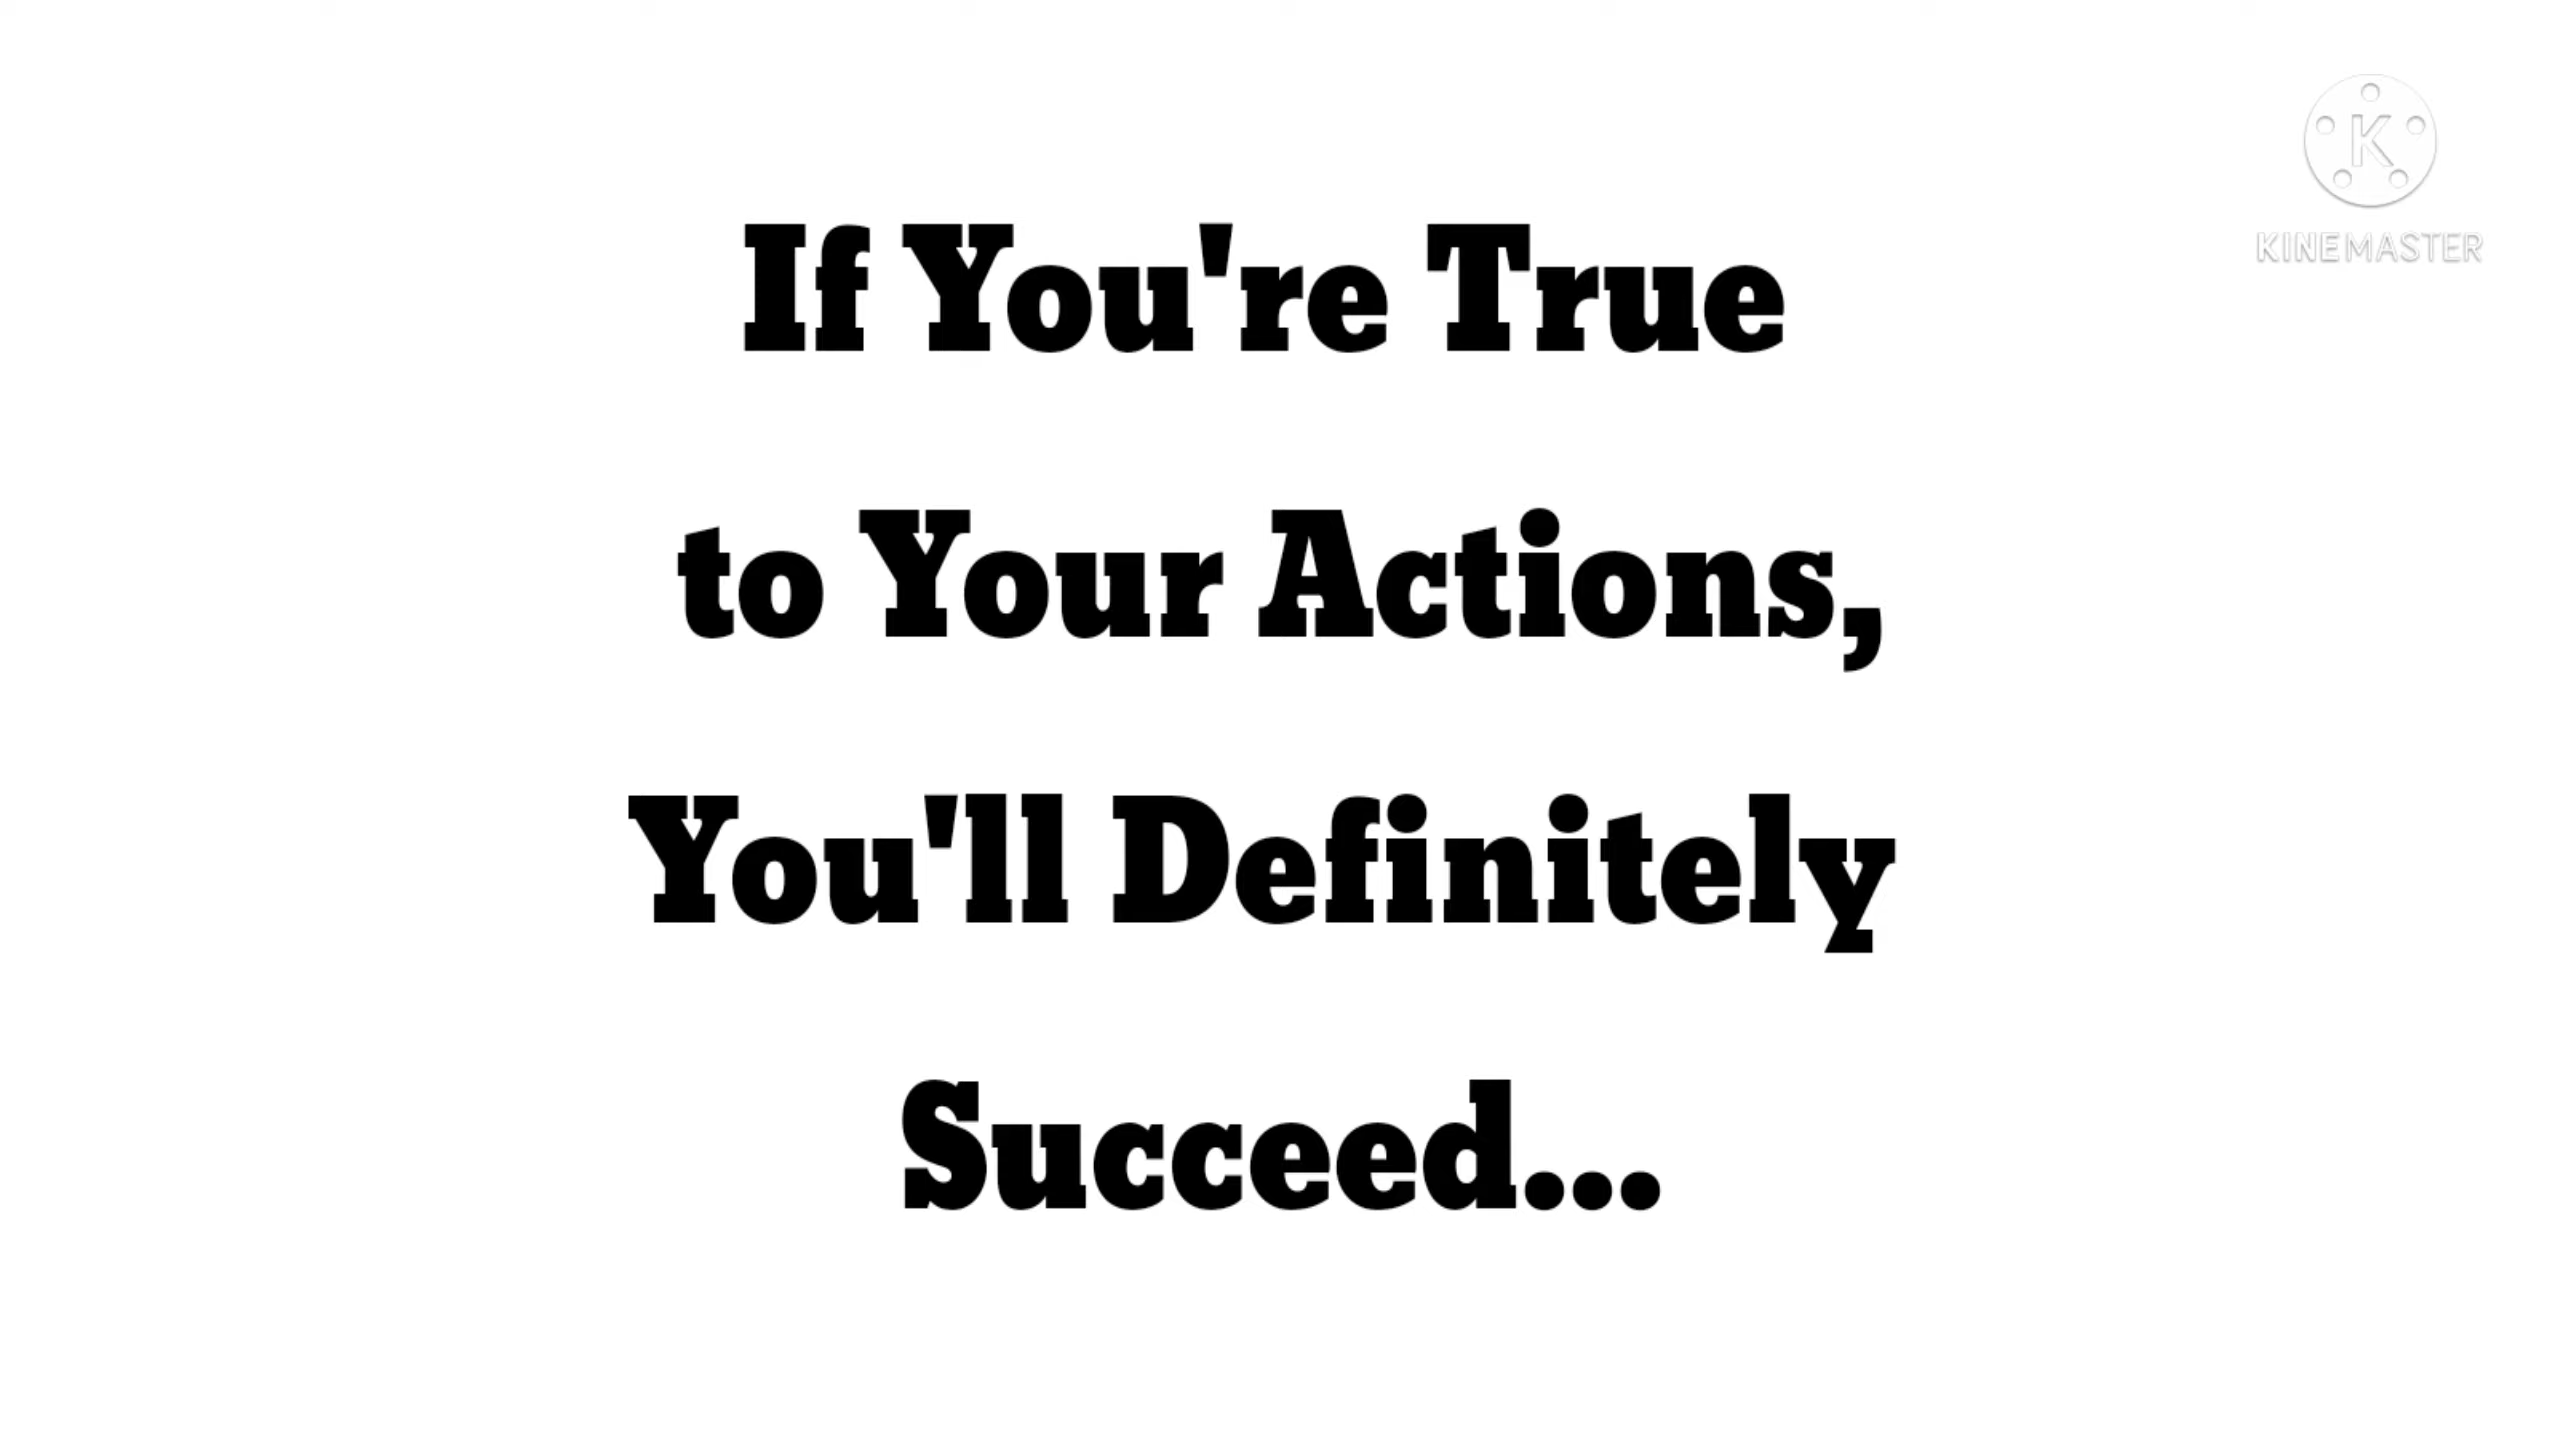 K
KINEMASTER
If You're True
to Your Actions,
You'll Definitely
Succeed...